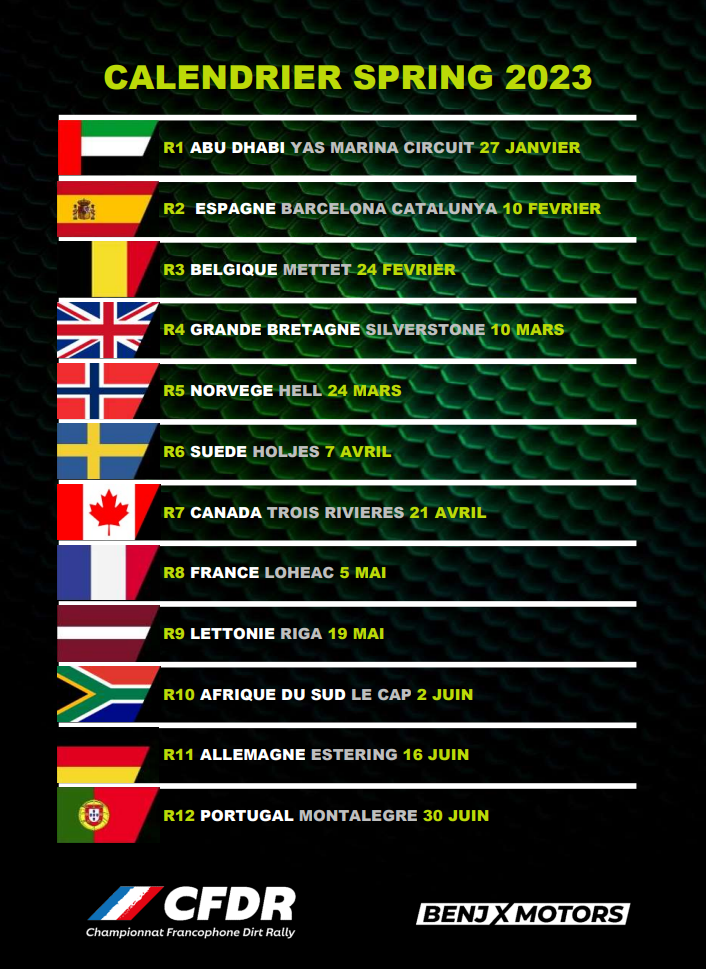 CALENDRIER SPRING 2023
R1 ABU DHABI YAS MARINA CIRCUIT 27 JANVIER
R2 ESPAGNE BARCELONA CATALUNYA 10 FEVRIER
R3 BELGIQUE METTET 24 FEVRIER
R4 GRANDE BRETAGNE SILVERSTONE 10 MARS
R5 NORVEGE HELL 24 MARS
R6 SUEDE HOLJES 7 AVRIL
R7 CANADA TROIS RIVIERES 21 AVRIL
R8 FRANCE LOHEAC 5 MAI
R9 LETTONIE RIGA 19 MAI
R10 AFRIQUE DU SUD LE CAP 2 JUIN
R11 ALLEMAGNE ESTERING 16 JUIN
R12 PORTUGAL MONTALEGRE 30 JUIN
CFDR
Championnat Francophone Dirt Rally
BENJ X MOTORS